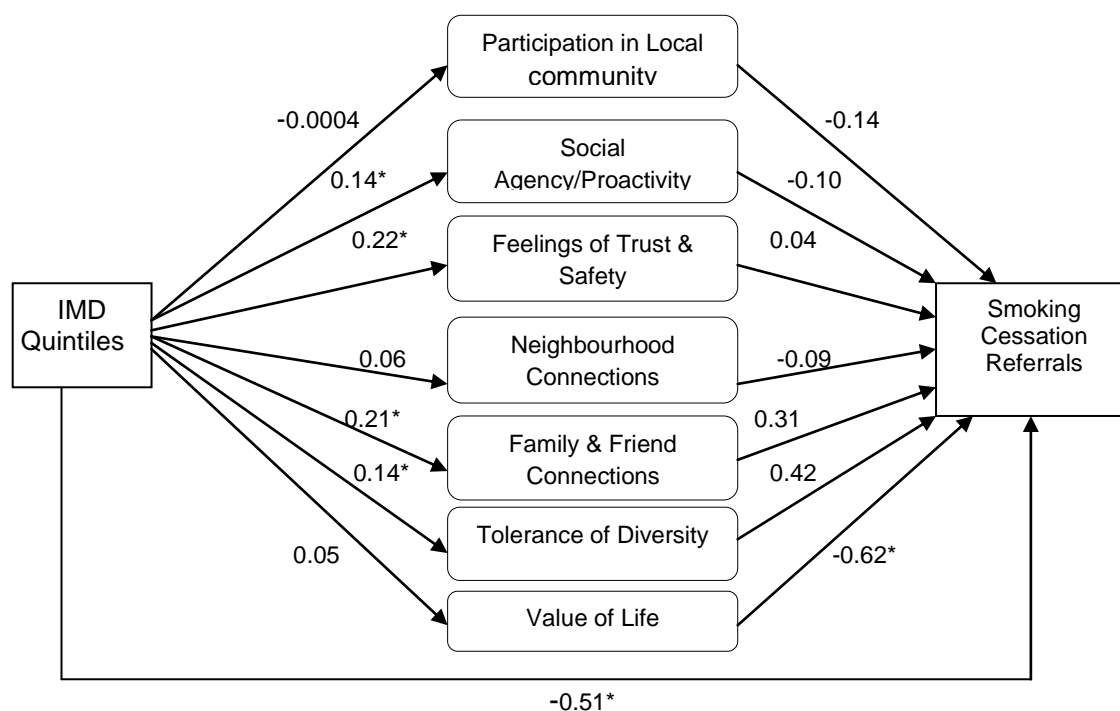 Participation in Local
community
-0.0004
-0.14
Social
Agency/Proactivity
0.14*
-0.10
0.22*
Feelings of Trust &
Safety
0.04
IMD
Quintiles
Smoking
Cessation
Referrals
0.06
Neighbourhood
Connections
-0.09
0.21*
Family & Friend
Connections
0.31
0.14*
0.42
Tolerance of Diversity
0.05
-0.62*
Value of Life
-0.51*